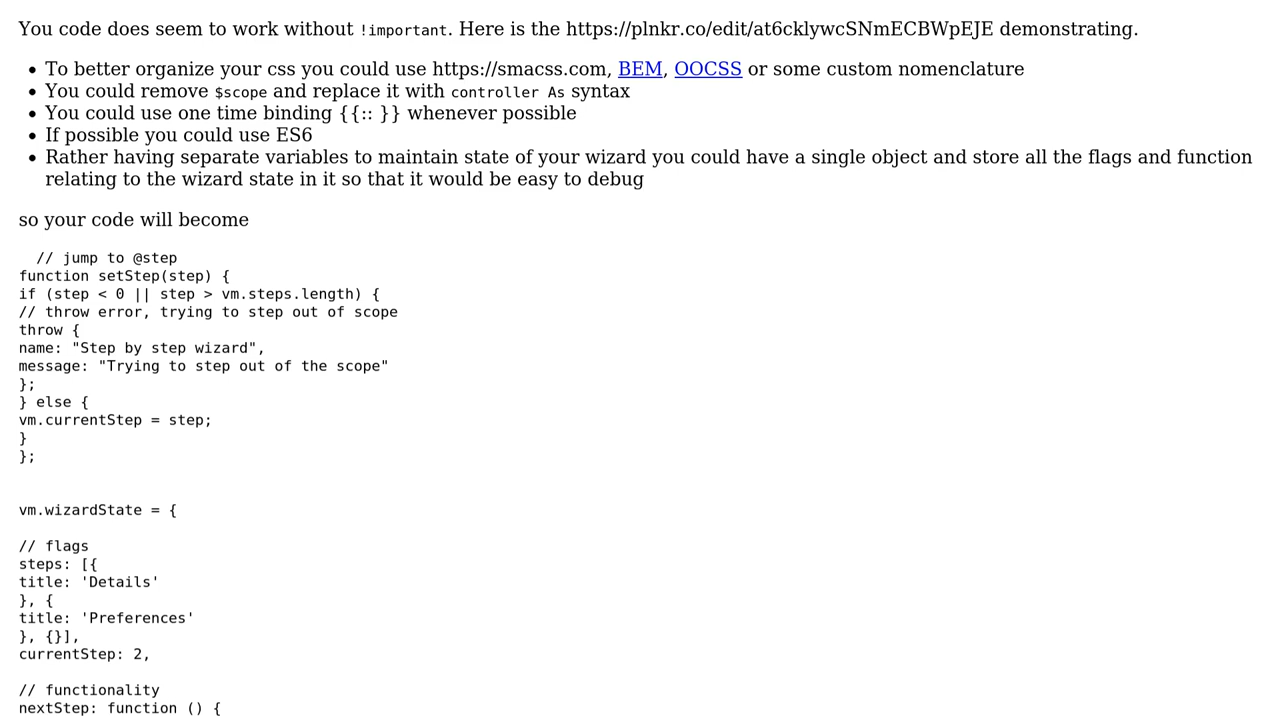 You code does seem to work without !important. Here is the https://plnkr.co/edit/at6cklywcSNmECBWpEJE demonstrating.
• To better organize your css you could use https://smacss.com, BEM, OOCSS or some custom nomenclature
• You could remove $scope and replace it with controller As syntax
• You could use one time binding {{:: }} whenever possible
• If possible you could use ES6
• Rather having separate variables to maintain state of your wizard you could have a single object and store all the flags and function
relating to the wizard state in it so that it would be easy to debug
so your code will become
// jump to @step
function setStep(step) {
if (step < 0 || step > vm.steps.length) {
// throw error, trying to step out of scope
throw {
name: "Step by step wizard",
message: "Trying to step out of the scope"
};
} else {
vm.currentStep = step;
}
};
vm.wizardState = {
// flags
steps: [{
title: 'Details'
}, {
title: 'Preferences'
}, {}],
currentStep: 2,
// functionality
nextStep: function () {